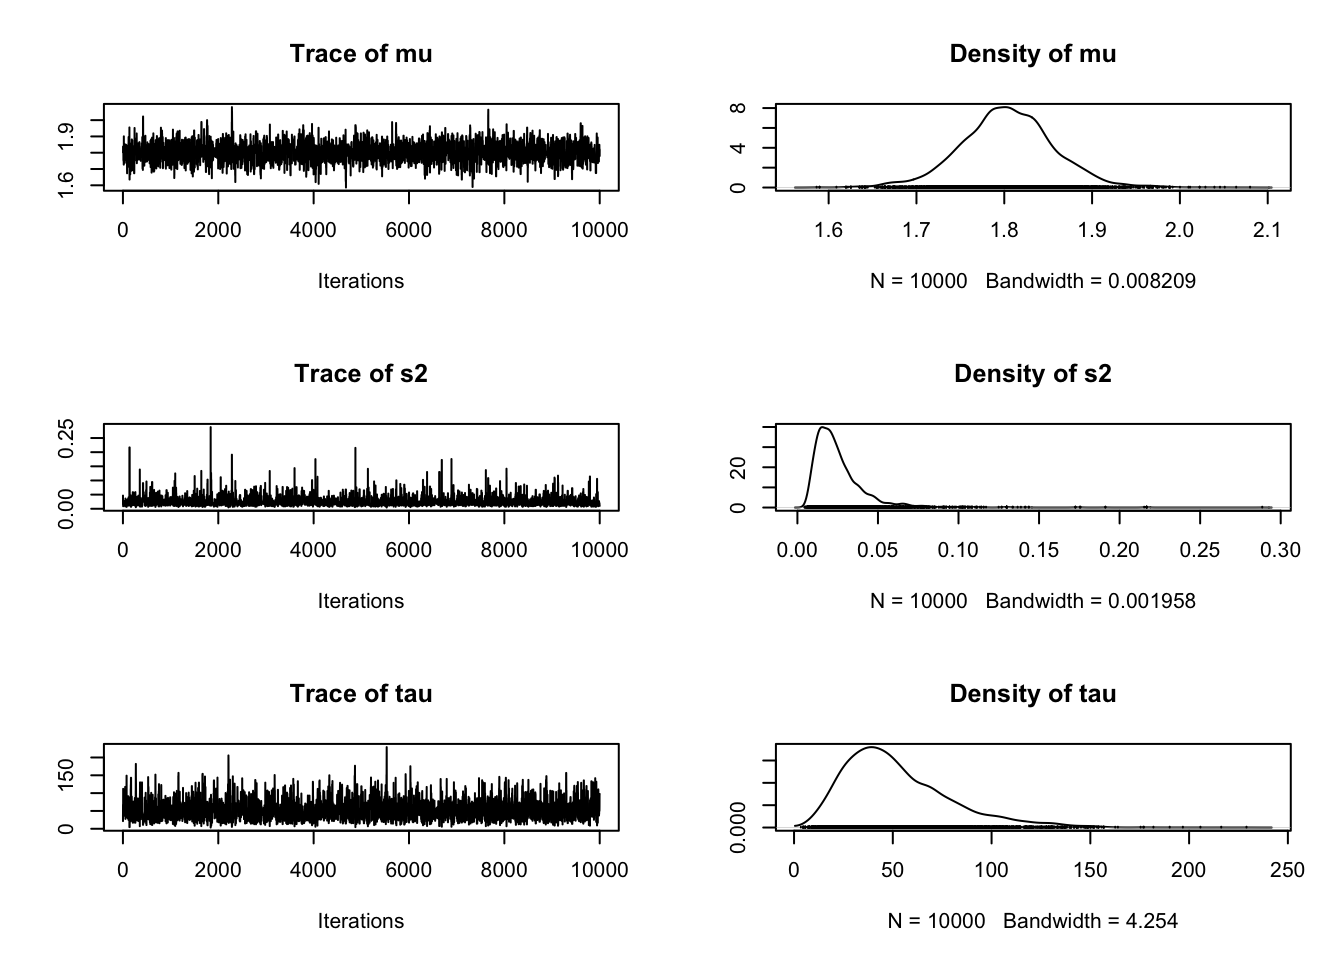 Trace of mu
1.6 1.9
0 2000 4000 6000 8000 10000
Iterations
Density of mu
0 4 8
1.6 1.7 1.8 1.9 2.0 2.1
N = 10000 Bandwidth = 0.008209
Trace of s2
0.00 0.25
0 2000 4000 6000 8000 10000
Iterations
Density of s2
0 20
0.00 0.05 0.10 0.15 0.20 0.25 0.30
N = 10000 Bandwidth = 0.001958
Trace of tau
0 150
0 2000 4000 6000 8000 10000
Iterations
Density of tau
0.000
0 50 100 150 200 250
N = 10000 Bandwidth = 4.254